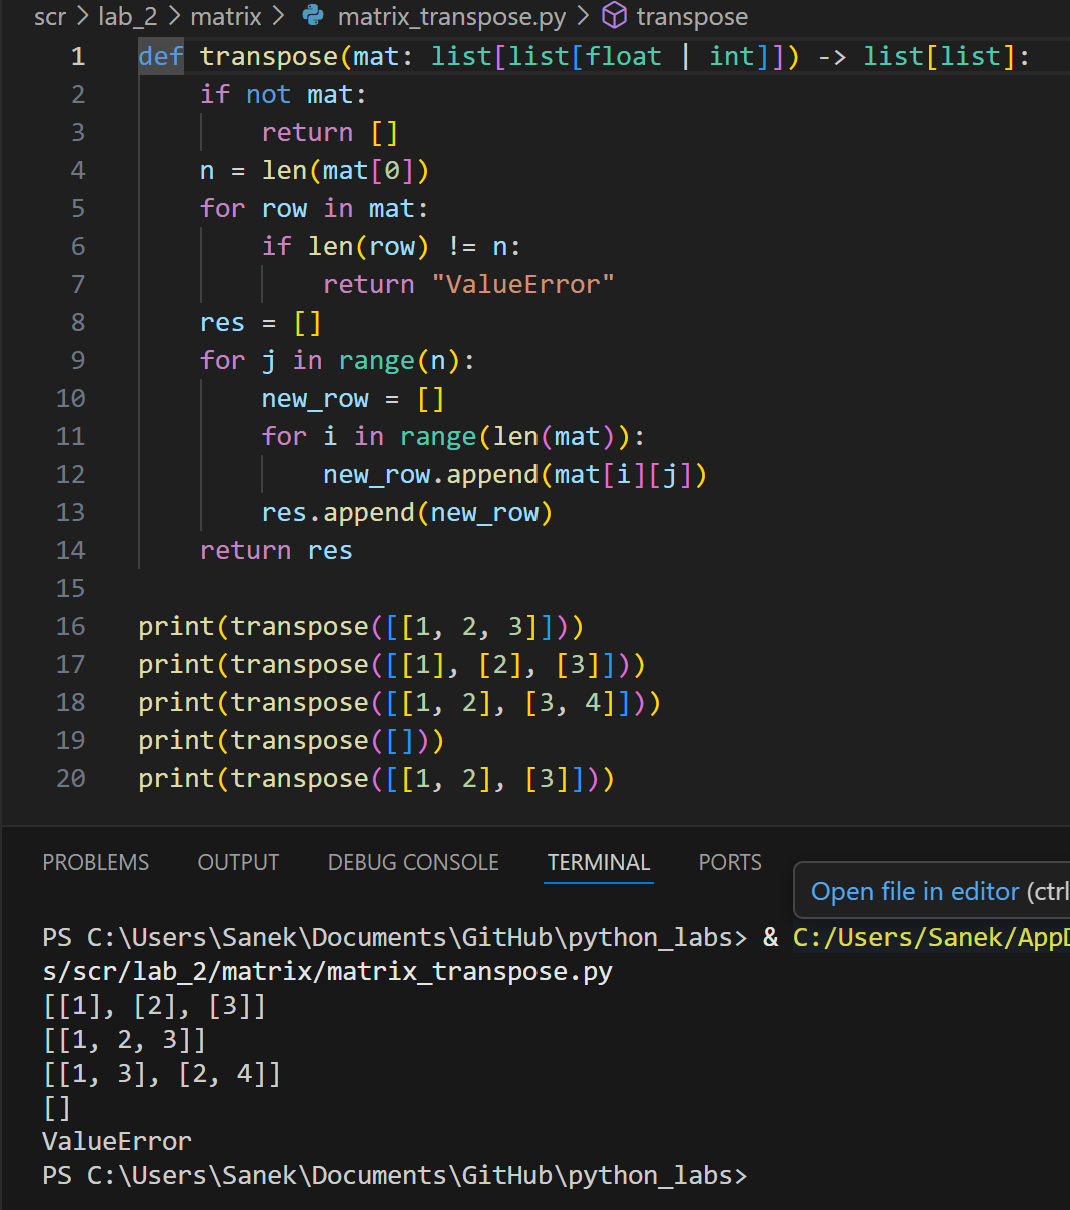 scr > lab_2 > matrix > matrix_transpose.py > transpose
1 def transpose(mat: list[list[float | int]]) -> list[list]:
2     if not mat:
3         return []
4     n = len(mat[0])
5     for row in mat:
6         if len(row) != n:
7             return "ValueError"
8     res = []
9     for j in range(n):
10         new_row = []
11         for i in range(len(mat)):
12             new_row.append(mat[i][j])
13         res.append(new_row)
14     return res
15
16 print(transpose([[1, 2, 3]]))
17 print(transpose([[1], [2], [3]]))
18 print(transpose([[1, 2], [3, 4]]))
19 print(transpose([]))
20 print(transpose([[1, 2], [3]]))
PROBLEMS OUTPUT DEBUG CONSOLE TERMINAL PORTS
Open file in editor (ctrl
PS C:\Users\Sanek\Documents\GitHub\python_labs> & C:/Users/Sanek/AppD
s/scr/lab_2/matrix/matrix_transpose.py
[[1], [2], [3]]
[[1, 2, 3]]
[[1, 3], [2, 4]]
[]
ValueError
PS C:\Users\Sanek\Documents\GitHub\python_labs>